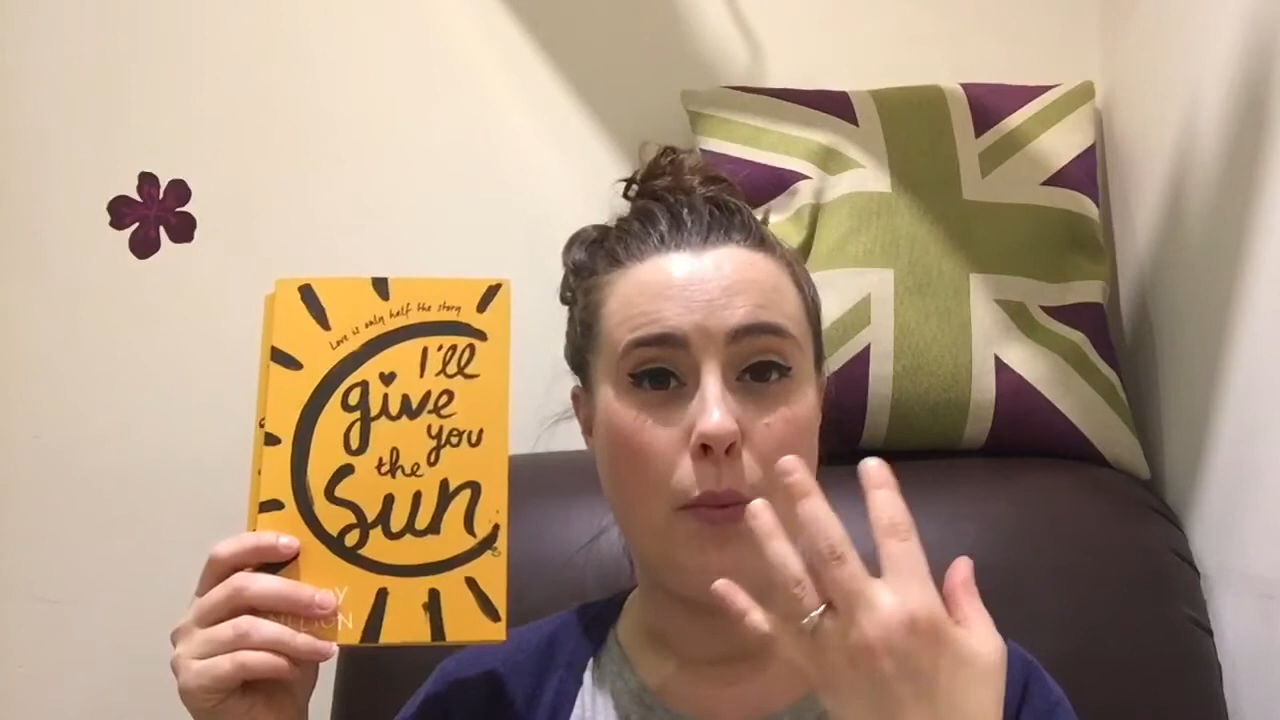 Love is only half the story
I'll
give
you
the
Sun